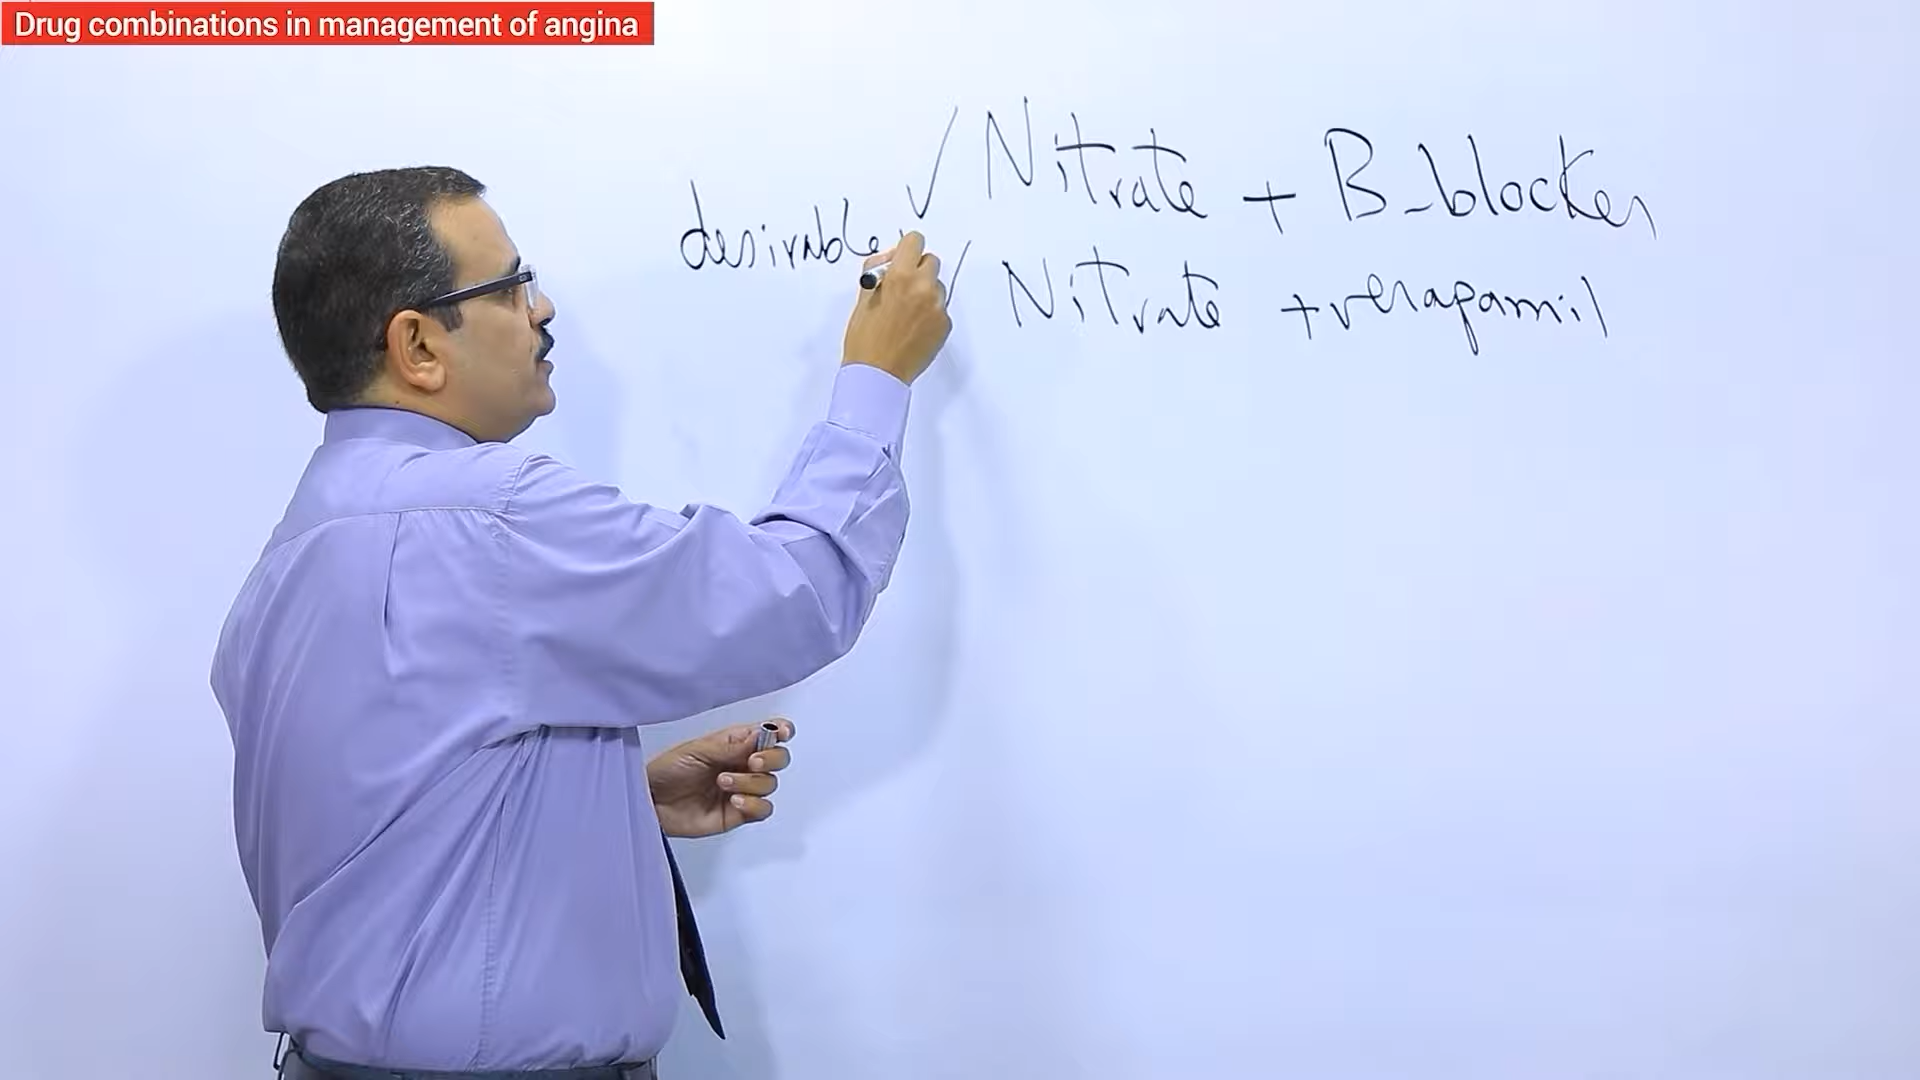 Drug combinations in management of angina
✓ Nitrate + B-blocker
desirable
✓ Nitrate + verapamil